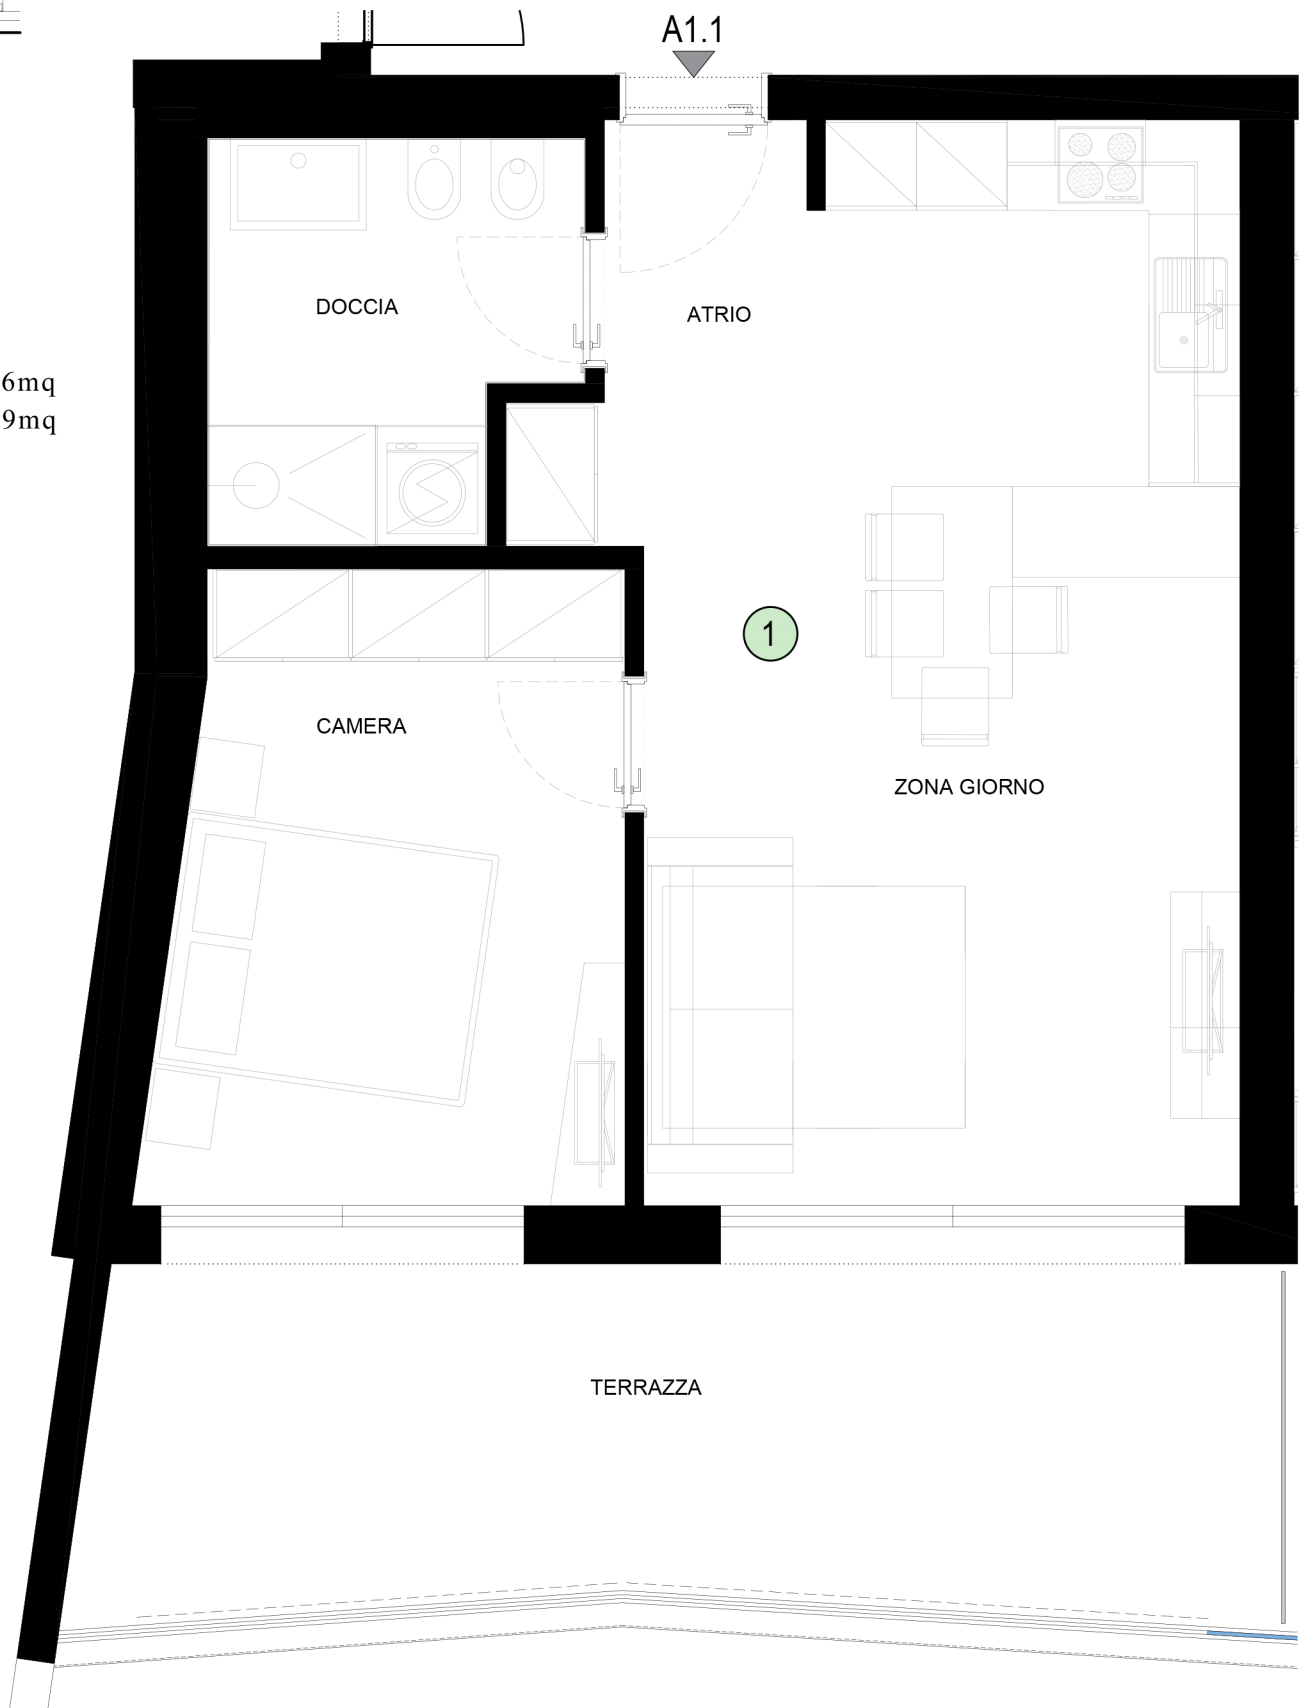 A1.1
DOCCIA
ATRIO
6mq
9mq
1
CAMERA
ZONA GIORNO
TERRAZZA